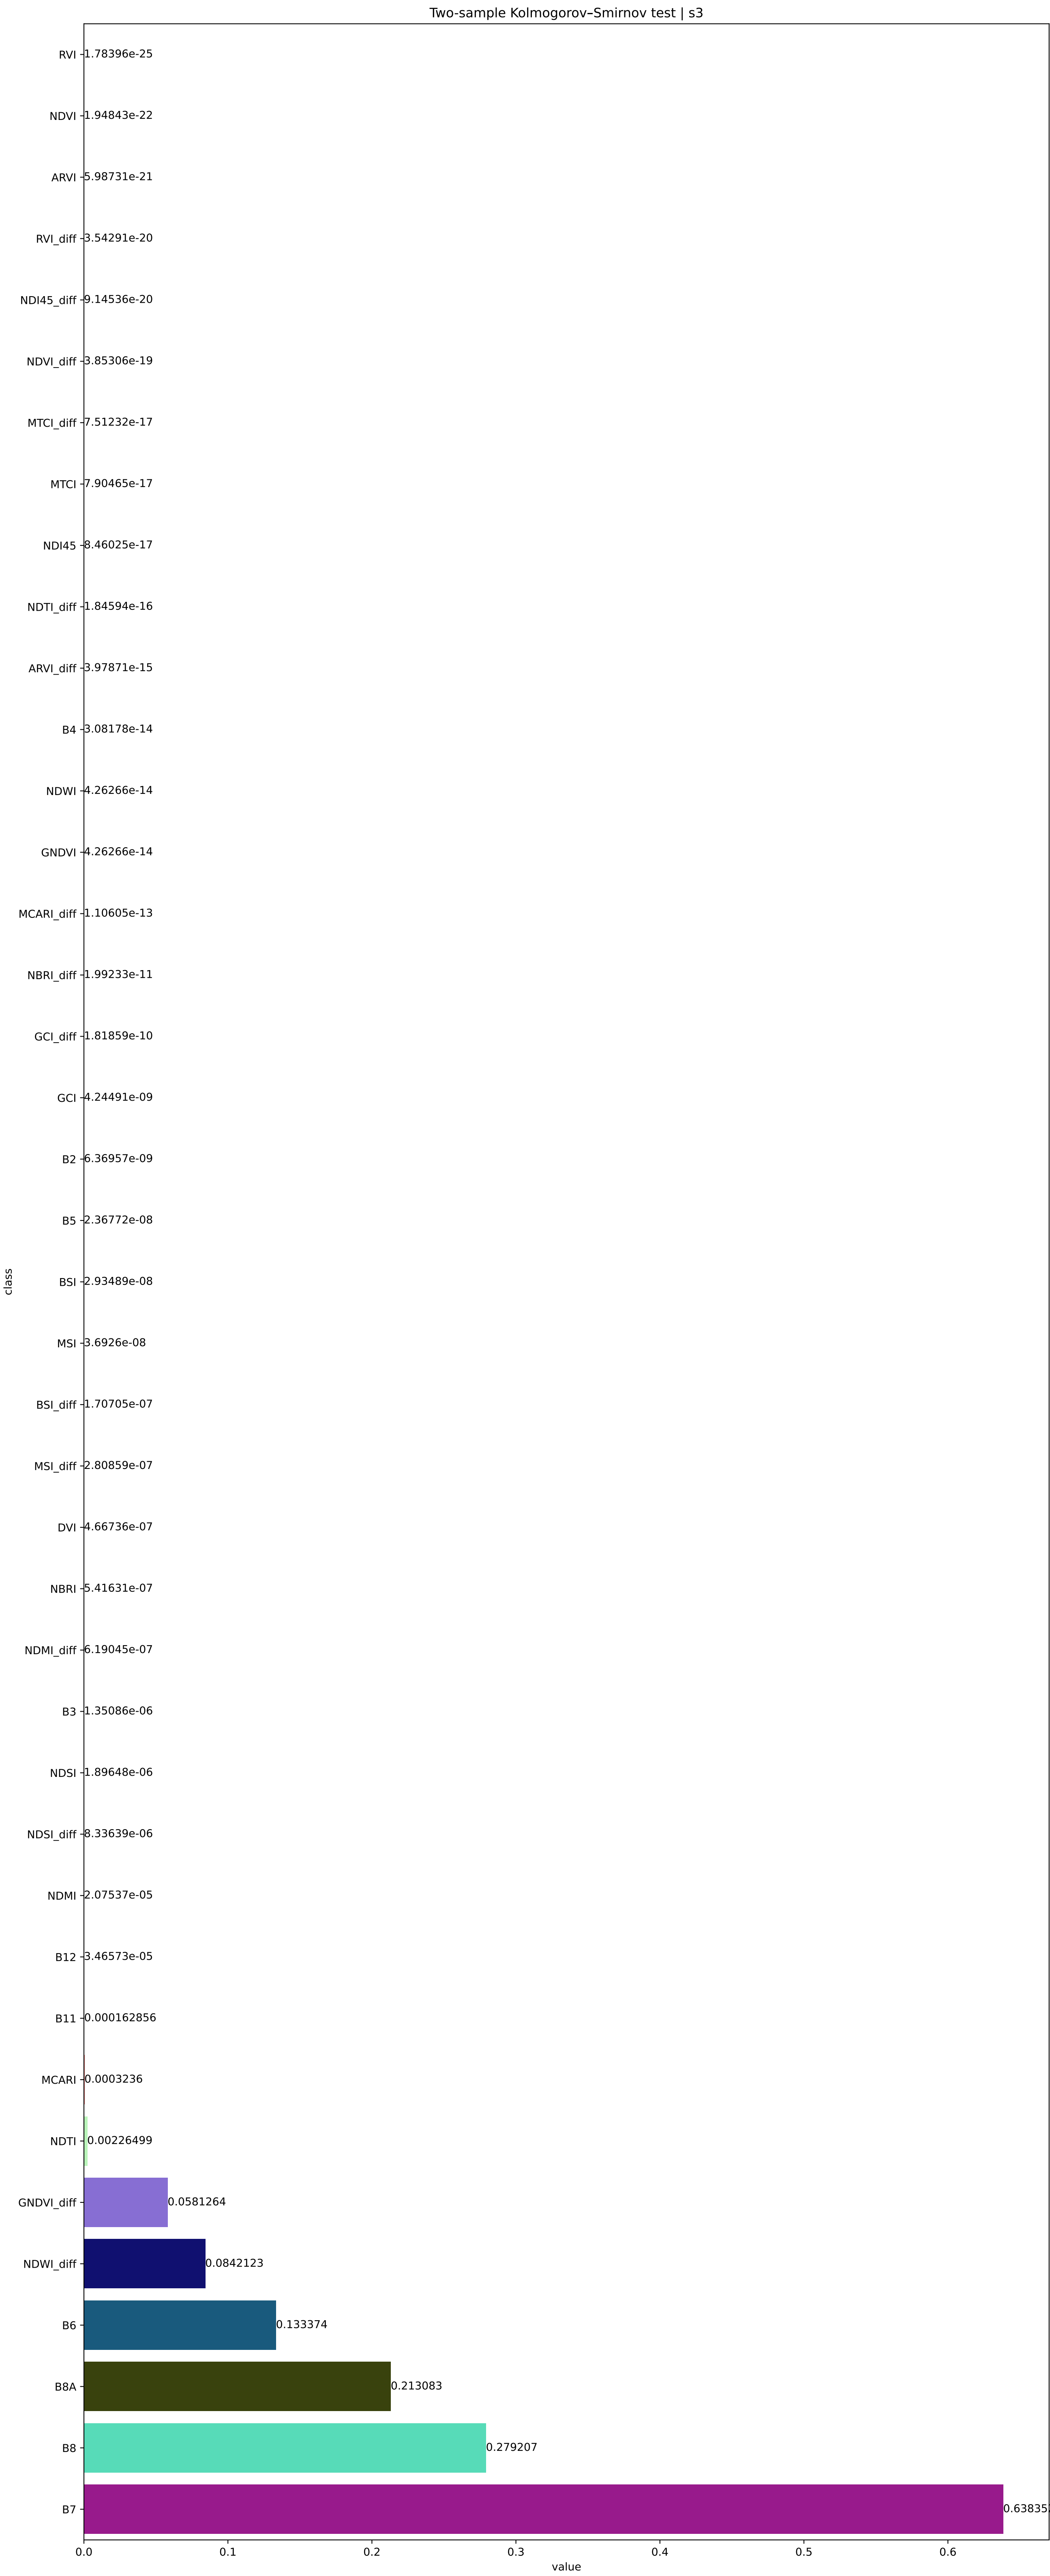 Two-sample Kolmogorov–Smirnov test | s3
RVI 1.78396e-25
NDVI 1.94843e-22
ARVI 5.98731e-21
RVI_diff 3.54291e-20
NDI45_diff 9.14536e-20
NDVI_diff 3.85306e-19
MTCI_diff 7.51232e-17
MTCI 7.90465e-17
NDI45 8.46025e-17
NDTI_diff 1.84594e-16
ARVI_diff 3.97871e-15
B4 3.08178e-14
NDWI 4.26266e-14
GNDVI 4.26266e-14
MCARI_diff 1.10605e-13
NBRI_diff 1.99233e-11
GCI_diff 1.81859e-10
GCI 4.24491e-09
B2 6.36957e-09
B5 2.36772e-08
BSI 2.93489e-08
MSI 3.6926e-08
BSI_diff 1.70705e-07
MSI_diff 2.80859e-07
DVI 4.66736e-07
NBRI 5.41631e-07
NDMI_diff 6.19045e-07
B3 1.35086e-06
NDSI 1.89648e-06
NDSI_diff 8.33639e-06
NDMI 2.07537e-05
B12 3.46573e-05
B11 0.000162856
MCARI 0.0003236
NDTI 0.00226499
GNDVI_diff 0.0581264
NDWI_diff 0.0842123
B6 0.133374
B8A 0.213083
B8 0.279207
B7 0.63835
0.0 0.1 0.2 0.3 0.4 0.5 0.6
value
class